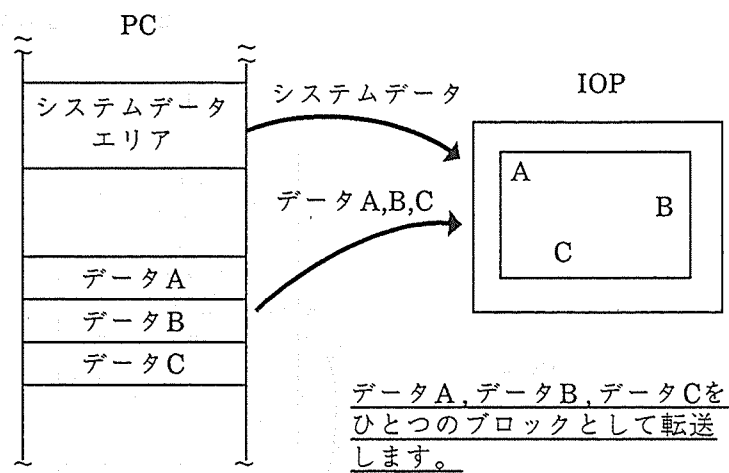 PC
システムデータ
エリア
データA
データB
データC
システムデータ
データA,B,C
IOP
A
B
C
データA,データB,データCを
ひとつのブロックとして転送
します。